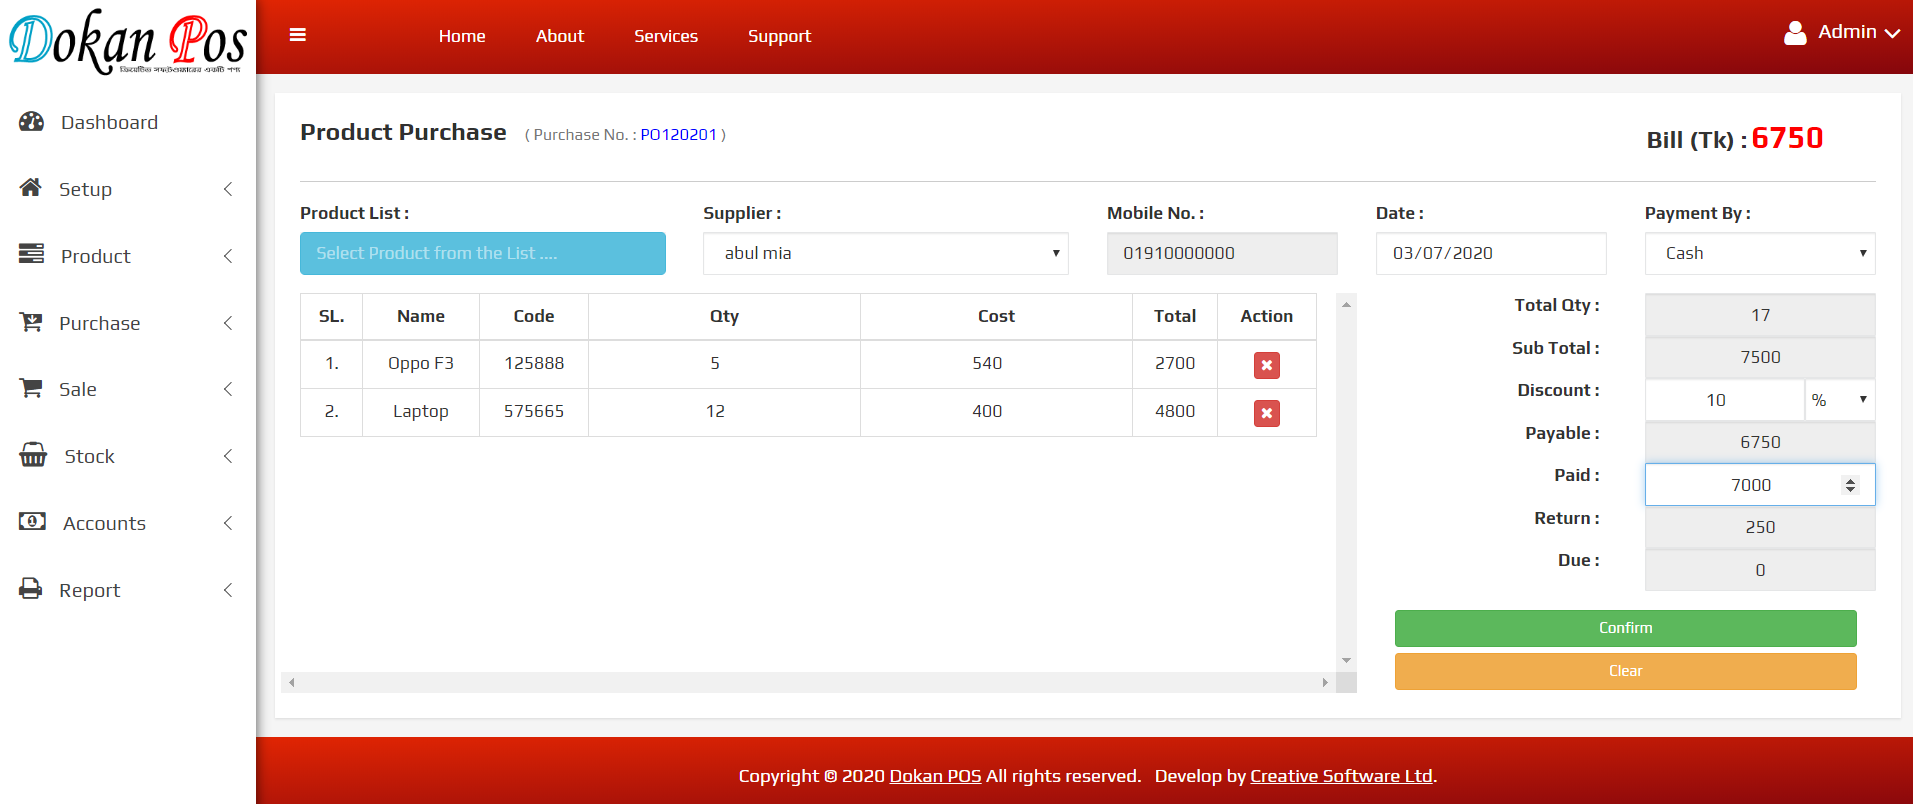 Dokan Pos
Home About Services Support
Admin
Dashboard
Setup
Product
Purchase
Sale
Stock
Accounts
Report
Product Purchase ( Purchase No. : PO120201 )
Bill (Tk) : 6750
Product List : Supplier : Mobile No. : Date : Payment By :
Select Product from the List .... abul mia 01910000000 03/07/2020 Cash
SL. Name Code Qty Cost Total Action
1. Oppo F3 125888 5 540 2700
2. Laptop 575665 12 400 4800
Total Qty : 17
Sub Total : 7500
Discount : 10 %
Payable : 6750
Paid : 7000
Return : 250
Due : 0
Confirm
Clear
Copyright © 2020 Dokan POS All rights reserved. Develop by Creative Software Ltd.